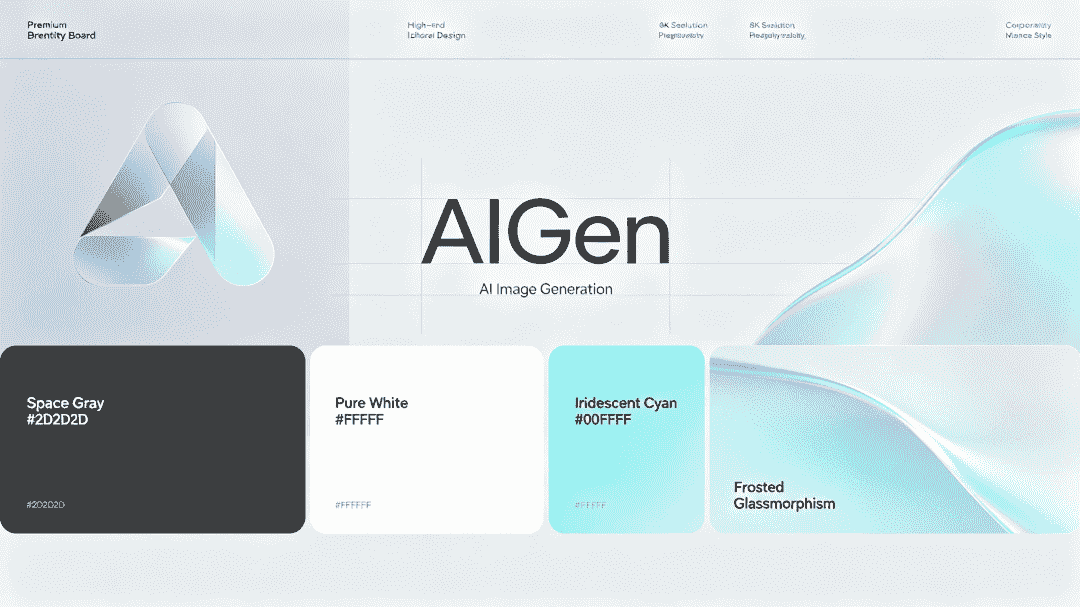 Premium
Brentity Board
High-end
Design
Style
AIGen
AI Image Generation
Space Gray
#2D2D2D
#2D2D2D
Pure White
#FFFFF
#FFFFFF
Iridescent Cyan
#00FFFF
Frosted
Glassmorphism